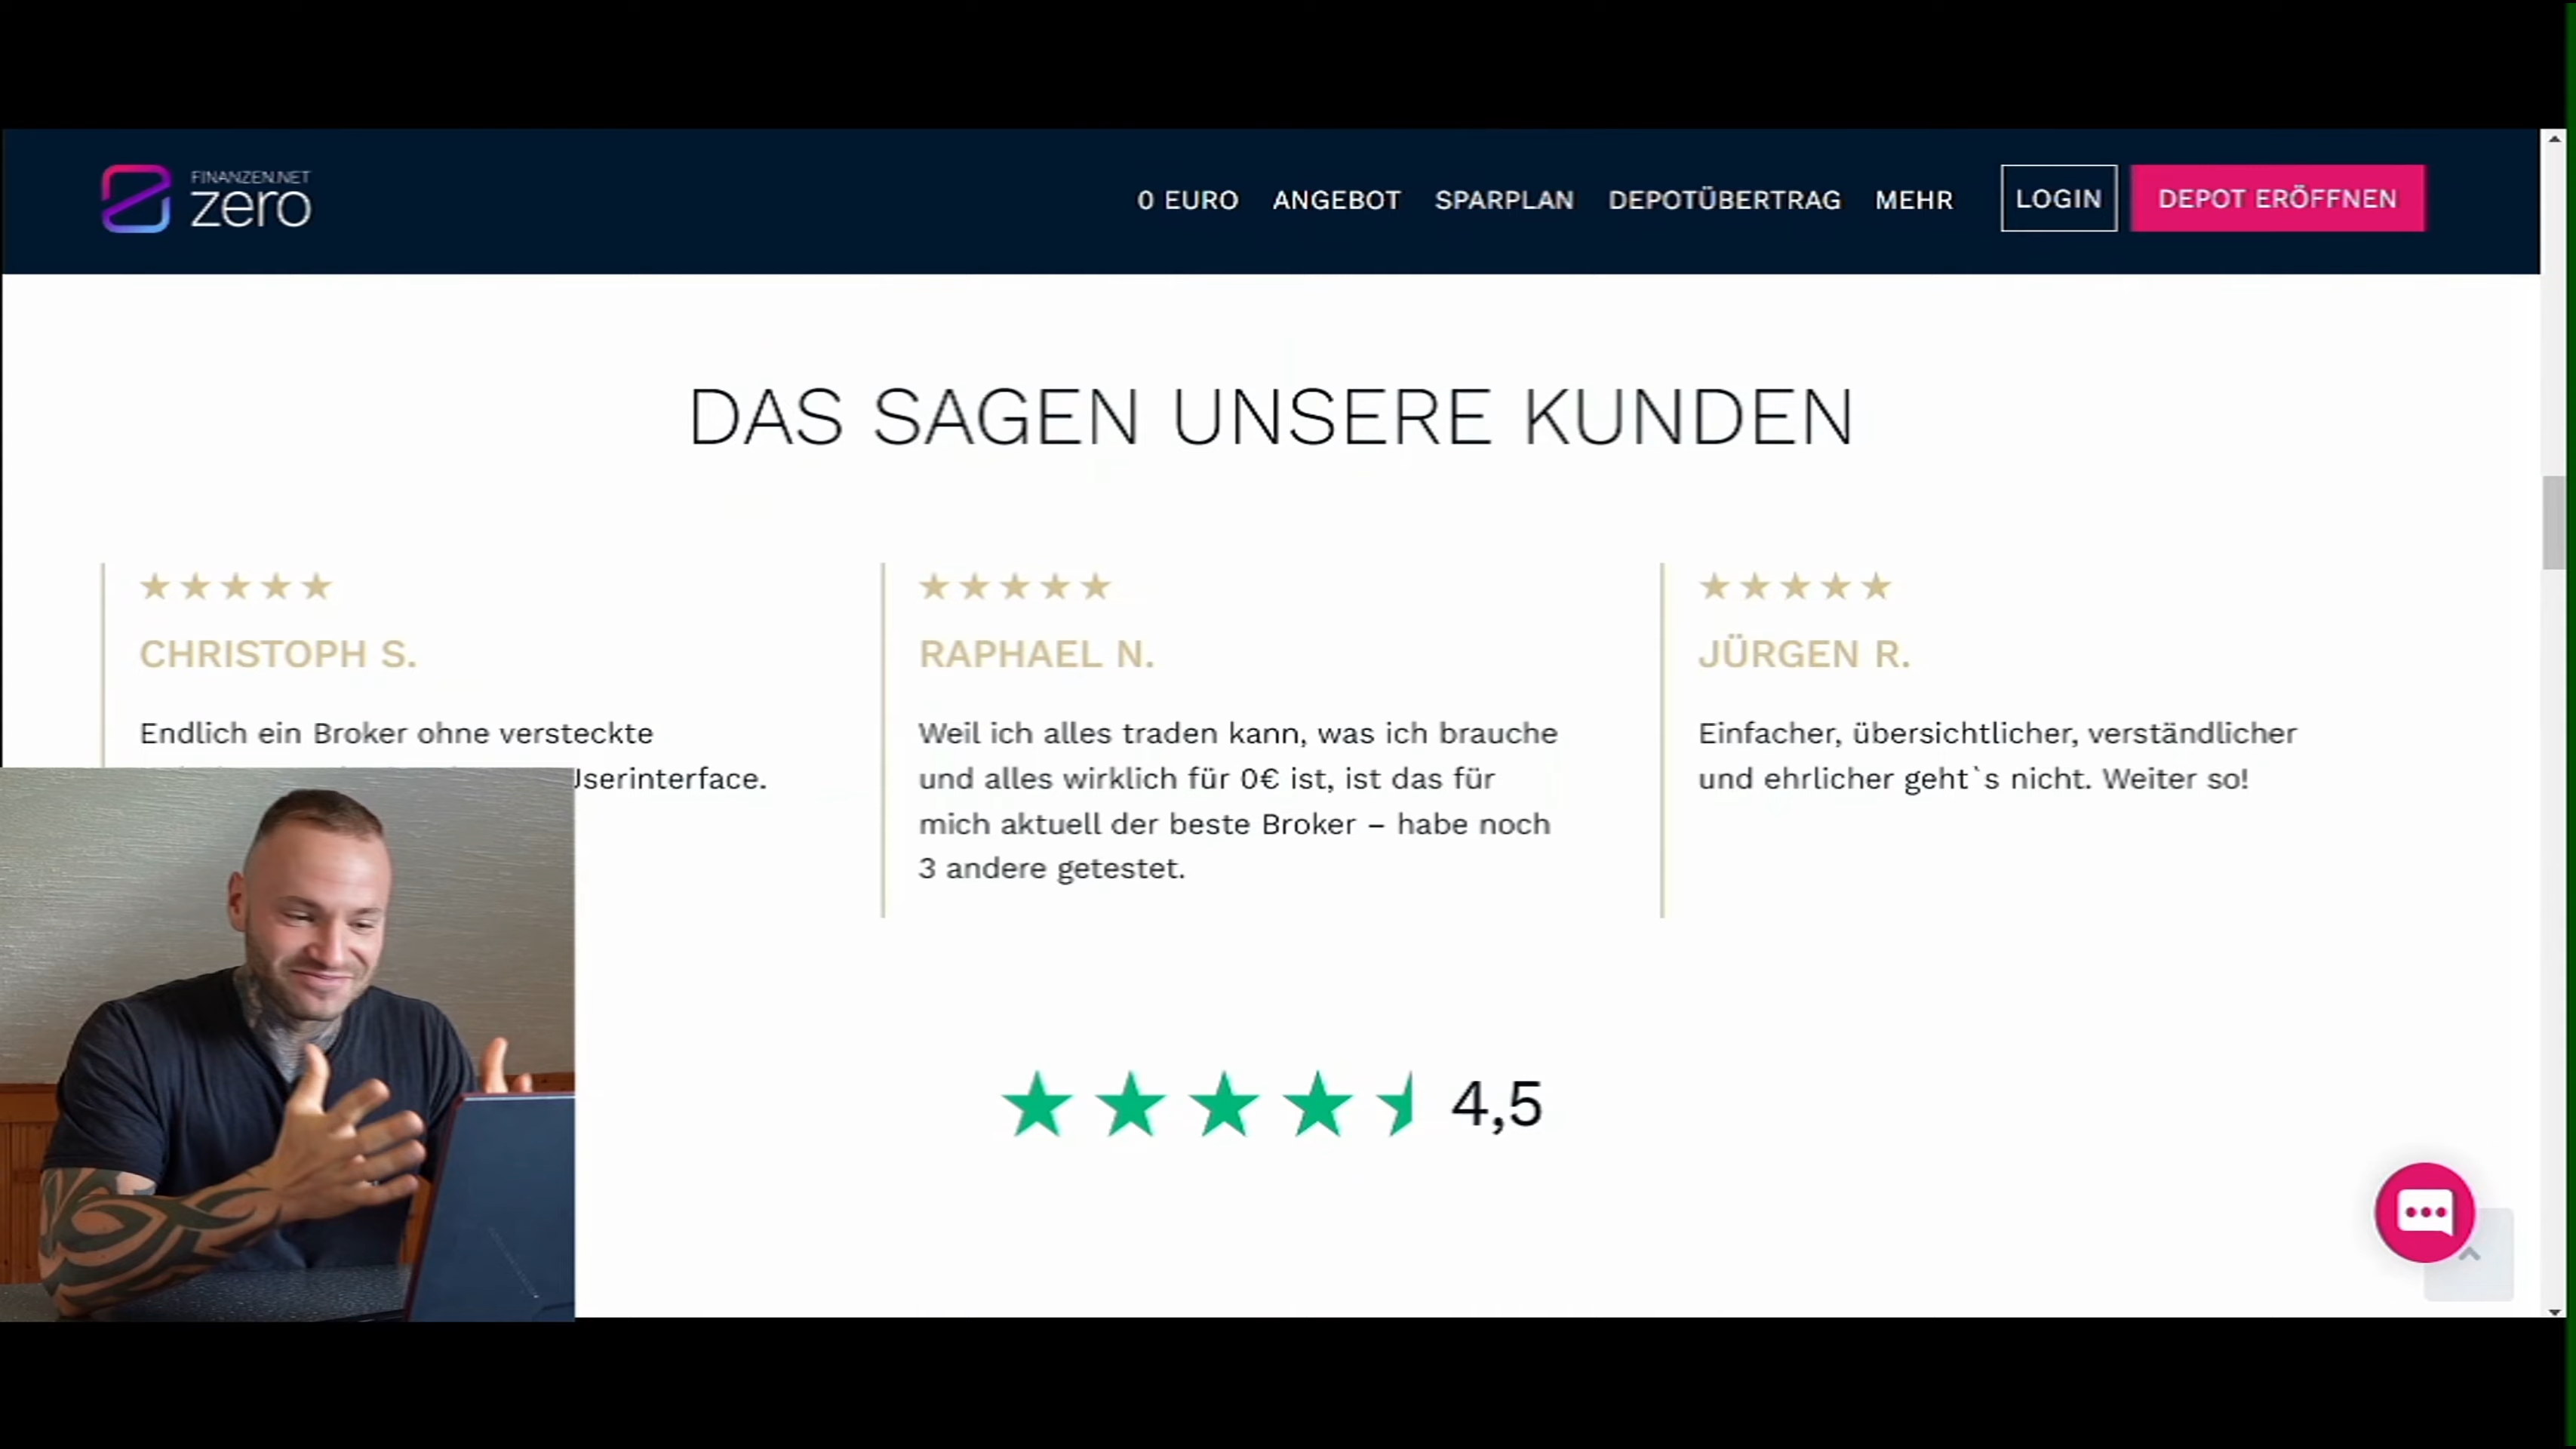 FINANZEN.NET
zero
0 EURO ANGEBOT SPARPLAN DEPOTÜBERTRAG MEHR LOGIN DEPOT ERÖFFNEN
DAS SAGEN UNSERE KUNDEN
CHRISTOPH S.
Endlich ein Broker ohne versteckte
RAPHAEL N.
Weil ich alles traden kann, was ich brauche
und alles wirklich für 0€ ist, ist das für
mich aktuell der beste Broker – habe noch
3 andere getestet.
JÜRGEN R.
Einfacher, übersichtlicher, verständlicher
und ehrlicher geht`s nicht. Weiter so!
4,5